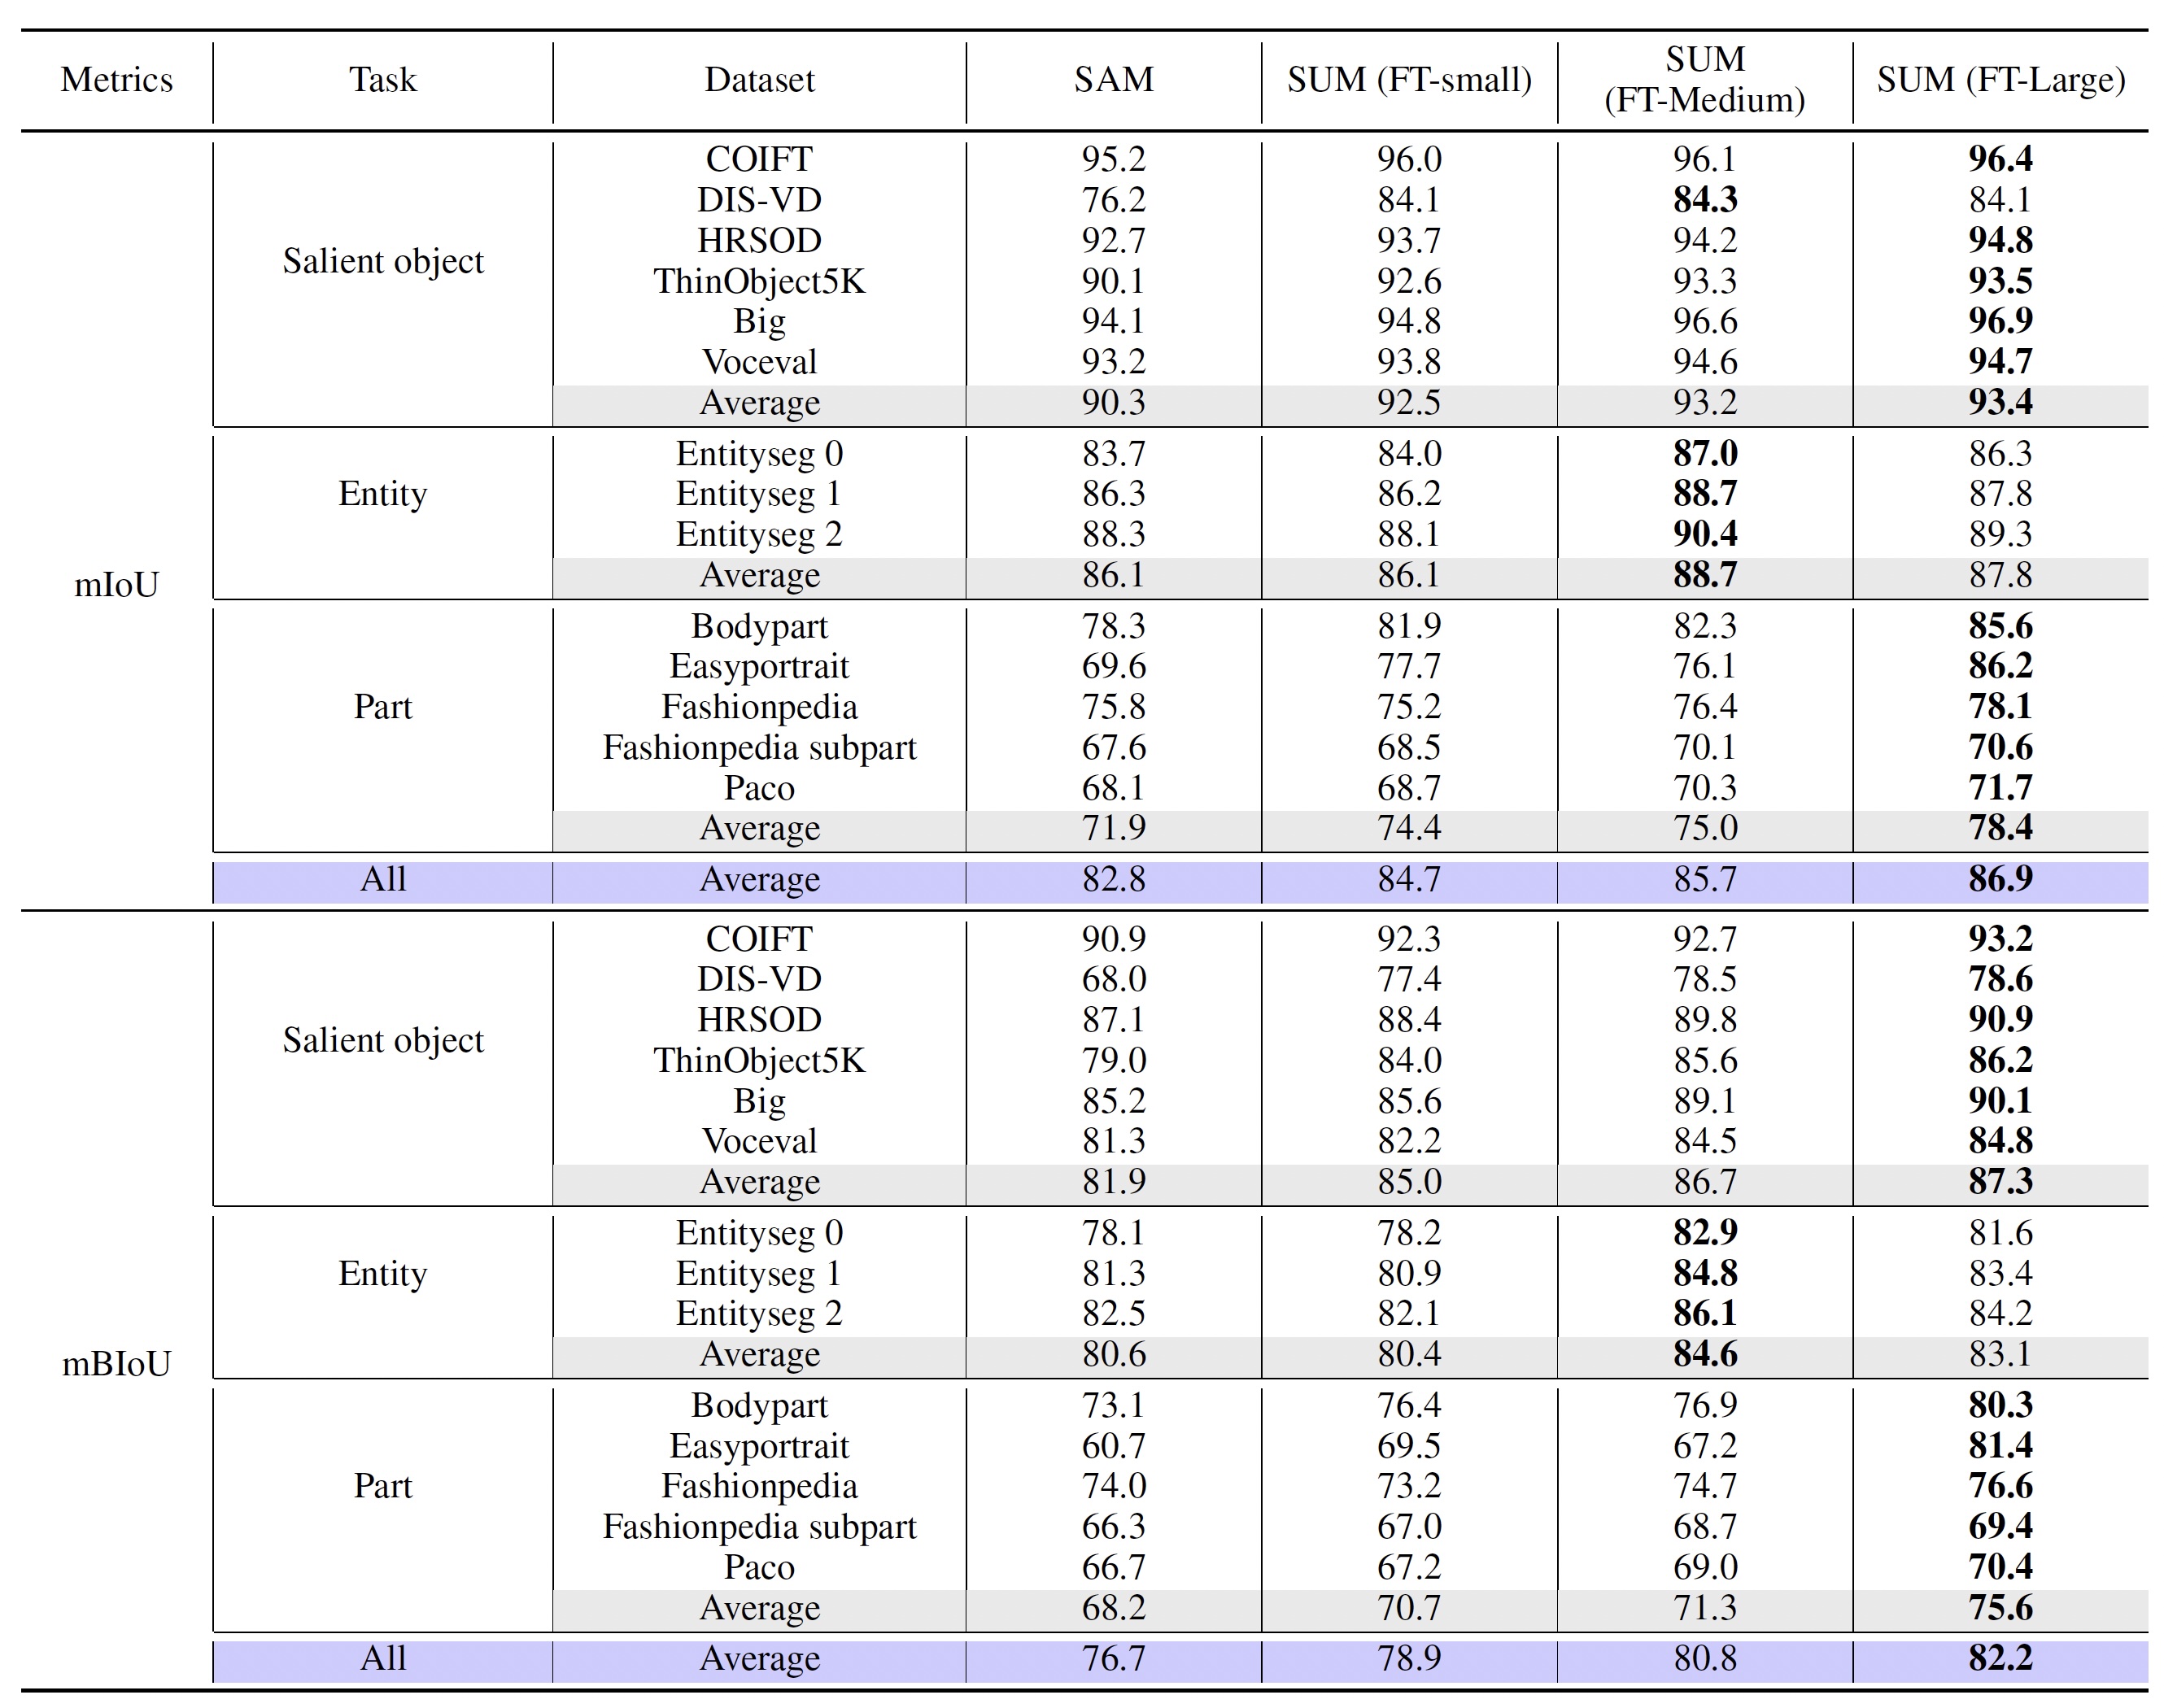 Metrics Task Dataset SAM SUM (FT-small) SUM (FT-Medium) SUM (FT-Large)
mIoU
Salient object
COIFT 95.2 96.0 96.1 96.4
DIS-VD 76.2 84.1 84.3 84.1
HRSOD 92.7 93.7 94.2 94.8
ThinObject5K 90.1 92.6 93.3 93.5
Big 94.1 94.8 96.6 96.9
Voceval 93.2 93.8 94.6 94.7
Average 90.3 92.5 93.2 93.4
Entity
Entityseg 0 83.7 84.0 87.0 86.3
Entityseg 1 86.3 86.2 88.7 87.8
Entityseg 2 88.3 88.1 90.4 89.3
Average 86.1 86.1 88.7 87.8
Part
Bodypart 78.3 81.9 82.3 85.6
Easyportrait 69.6 77.7 76.1 86.2
Fashionpedia 75.8 75.2 76.4 78.1
Fashionpedia subpart 67.6 68.5 70.1 70.6
Paco 68.1 68.7 70.3 71.7
Average 71.9 74.4 75.0 78.4
All Average 82.8 84.7 85.7 86.9
mBIoU
Salient object
COIFT 90.9 92.3 92.7 93.2
DIS-VD 68.0 77.4 78.5 78.6
HRSOD 87.1 88.4 89.8 90.9
ThinObject5K 79.0 84.0 85.6 86.2
Big 85.2 85.6 89.1 90.1
Voceval 81.3 82.2 84.5 84.8
Average 81.9 85.0 86.7 87.3
Entity
Entityseg 0 78.1 78.2 82.9 81.6
Entityseg 1 81.3 80.9 84.8 83.4
Entityseg 2 82.5 82.1 86.1 84.2
Average 80.6 80.4 84.6 83.1
Part
Bodypart 73.1 76.4 76.9 80.3
Easyportrait 60.7 69.5 67.2 81.4
Fashionpedia 74.0 73.2 74.7 76.6
Fashionpedia subpart 66.3 67.0 68.7 69.4
Paco 66.7 67.2 69.0 70.4
Average 68.2 70.7 71.3 75.6
All Average 76.7 78.9 80.8 82.2